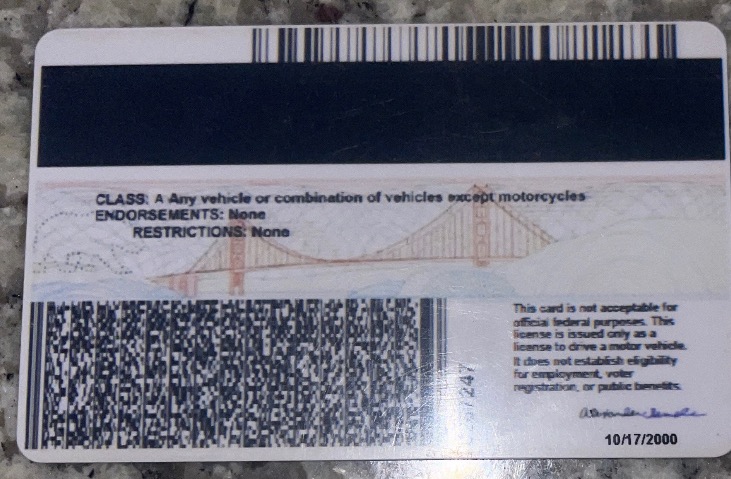 CLASS: A Any vehicle or combination of vehicles except motorcycles
ENDORSEMENTS: None
RESTRICTIONS: None
This card is not acceptable for
official federal purposes. This
license is issued only as a
license to drive a motor vehicle.
It does not establish eligibility
for employment, voter
registration, or public benefits.
10/17/2000